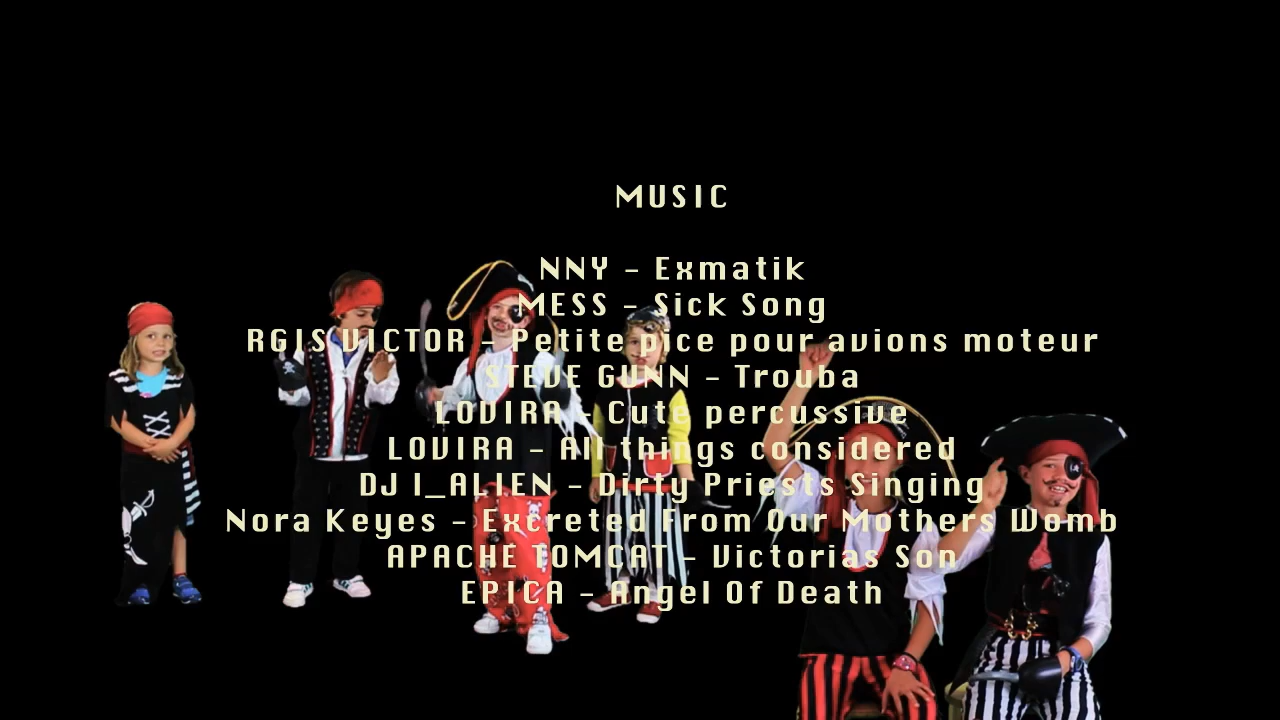 MUSIC
NNY - Exmatik
MESS - Sick Song
RGIS VICTOR - Petite pice pour avions moteur
STEVE GUNN - Trouba
LOVIRA - Cute percussive
LOVIRA - All things considered
DJ I_ALIEN - Dirty Priests Singing
Nora Keyes - Excreted From Our Mothers Womb
APACHE TOMCAT - Victorias Son
EPICA - Angel Of Death